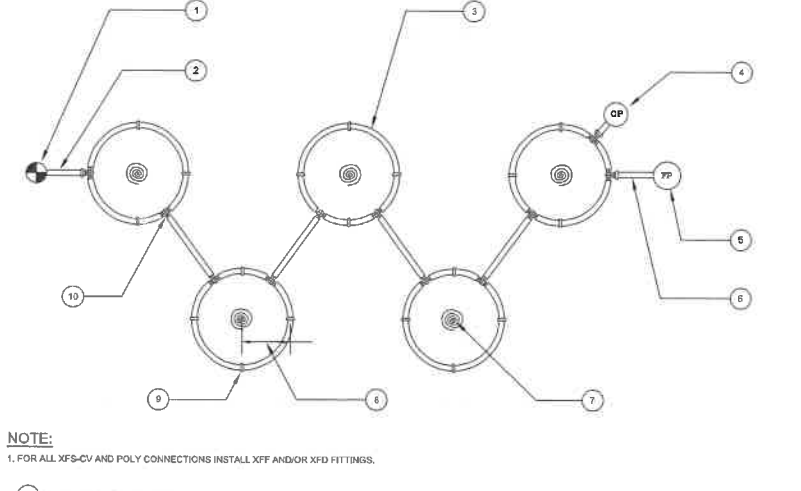 1
3
2
4
OP
FP
5
10
6
9
8
7
NOTE:
1. FOR ALL XFS-CV AND POLY CONNECTIONS INSTALL XFF AND/OR XFD FITTINGS.